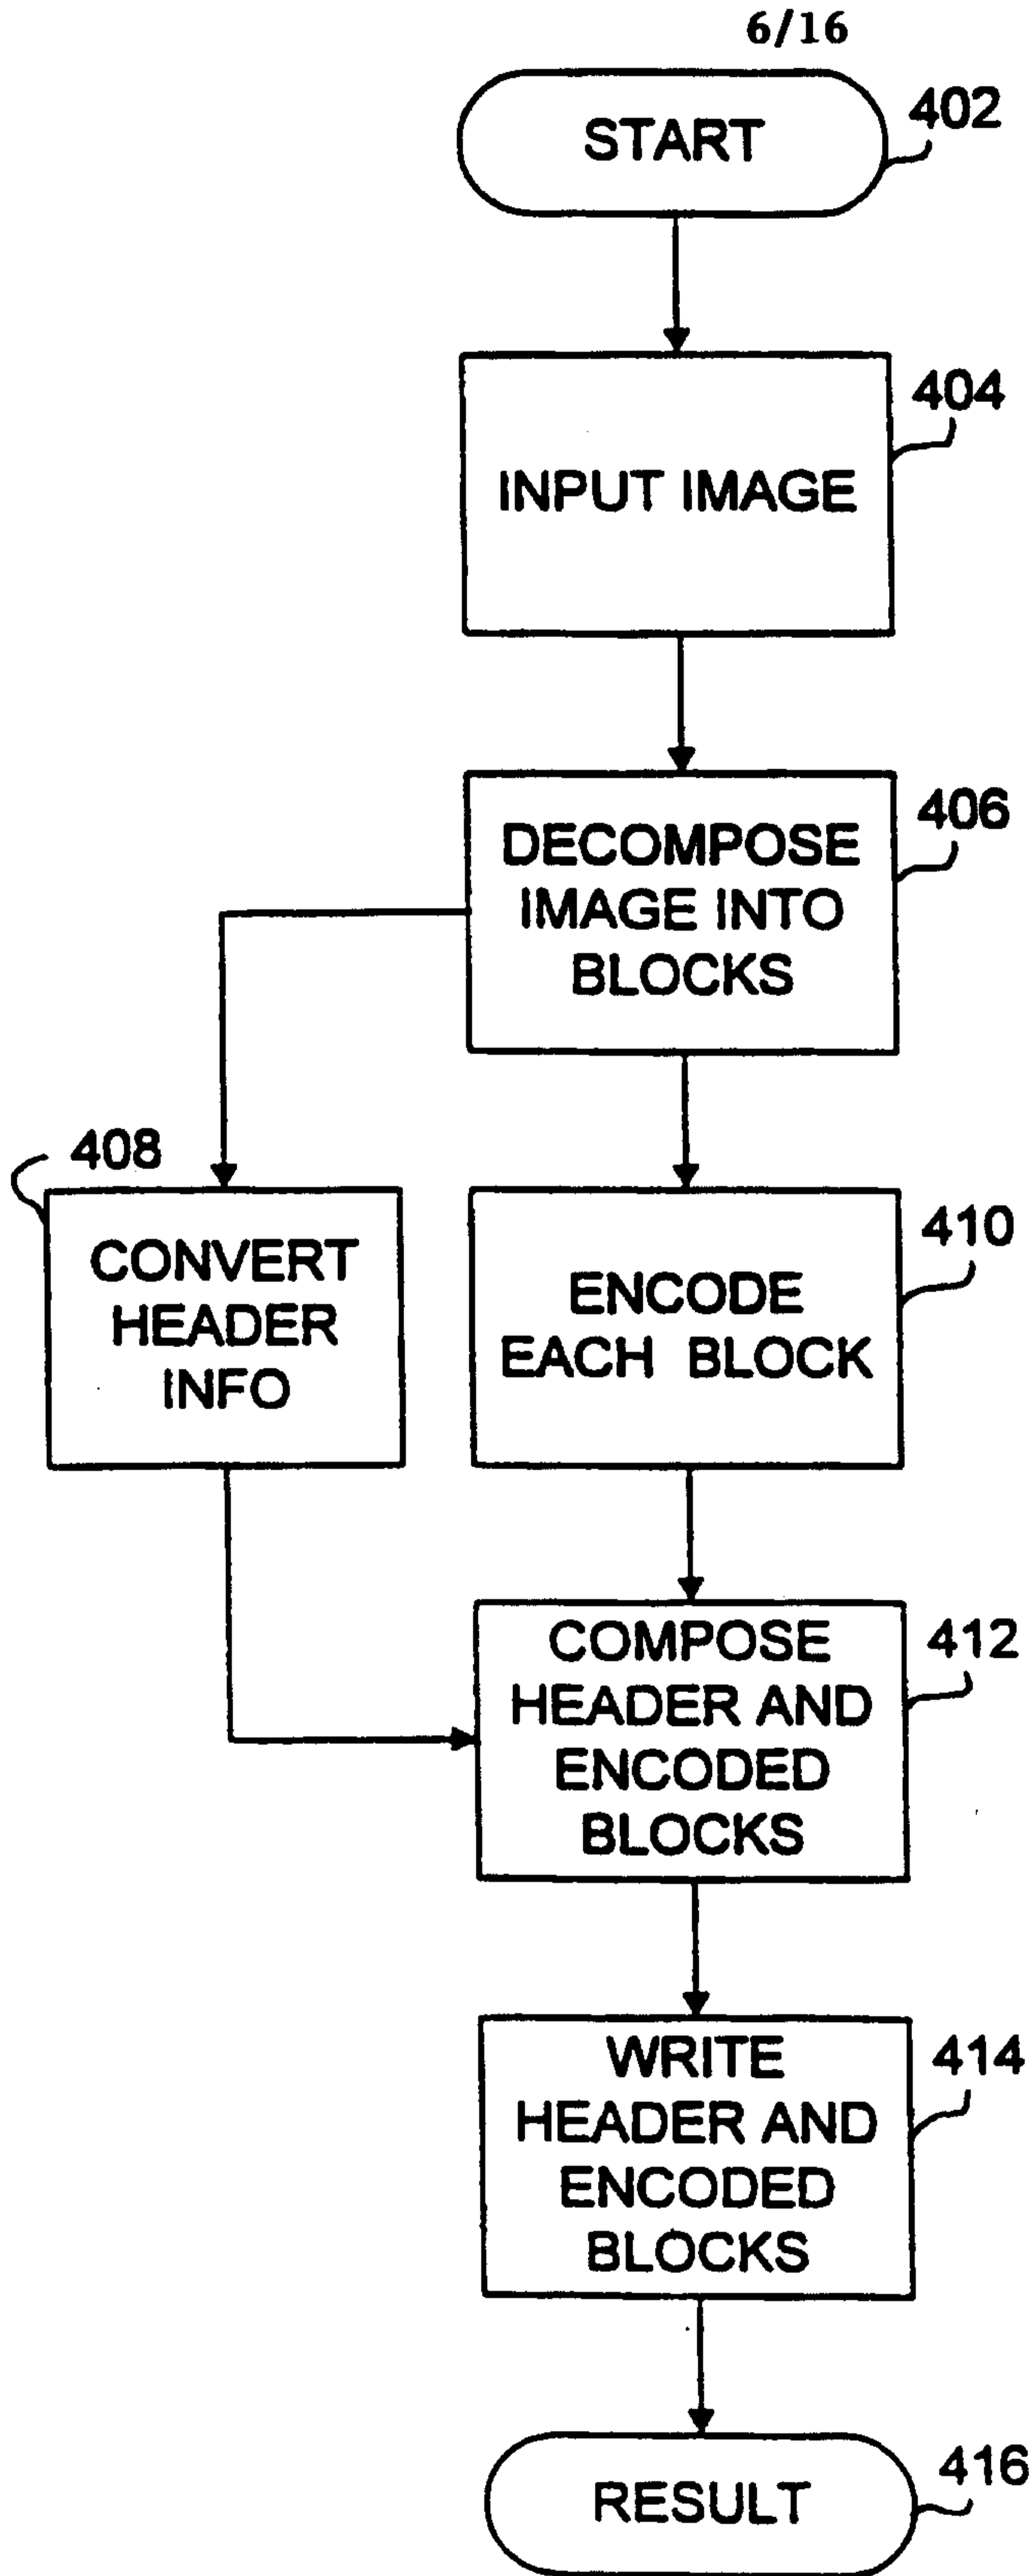 6/16
START
402
INPUT IMAGE
404
DECOMPOSE
IMAGE INTO
BLOCKS
406
408
CONVERT
HEADER
INFO
ENCODE
EACH BLOCK
410
COMPOSE
HEADER AND
ENCODED
BLOCKS
412
WRITE
HEADER AND
ENCODED
BLOCKS
414
RESULT
416